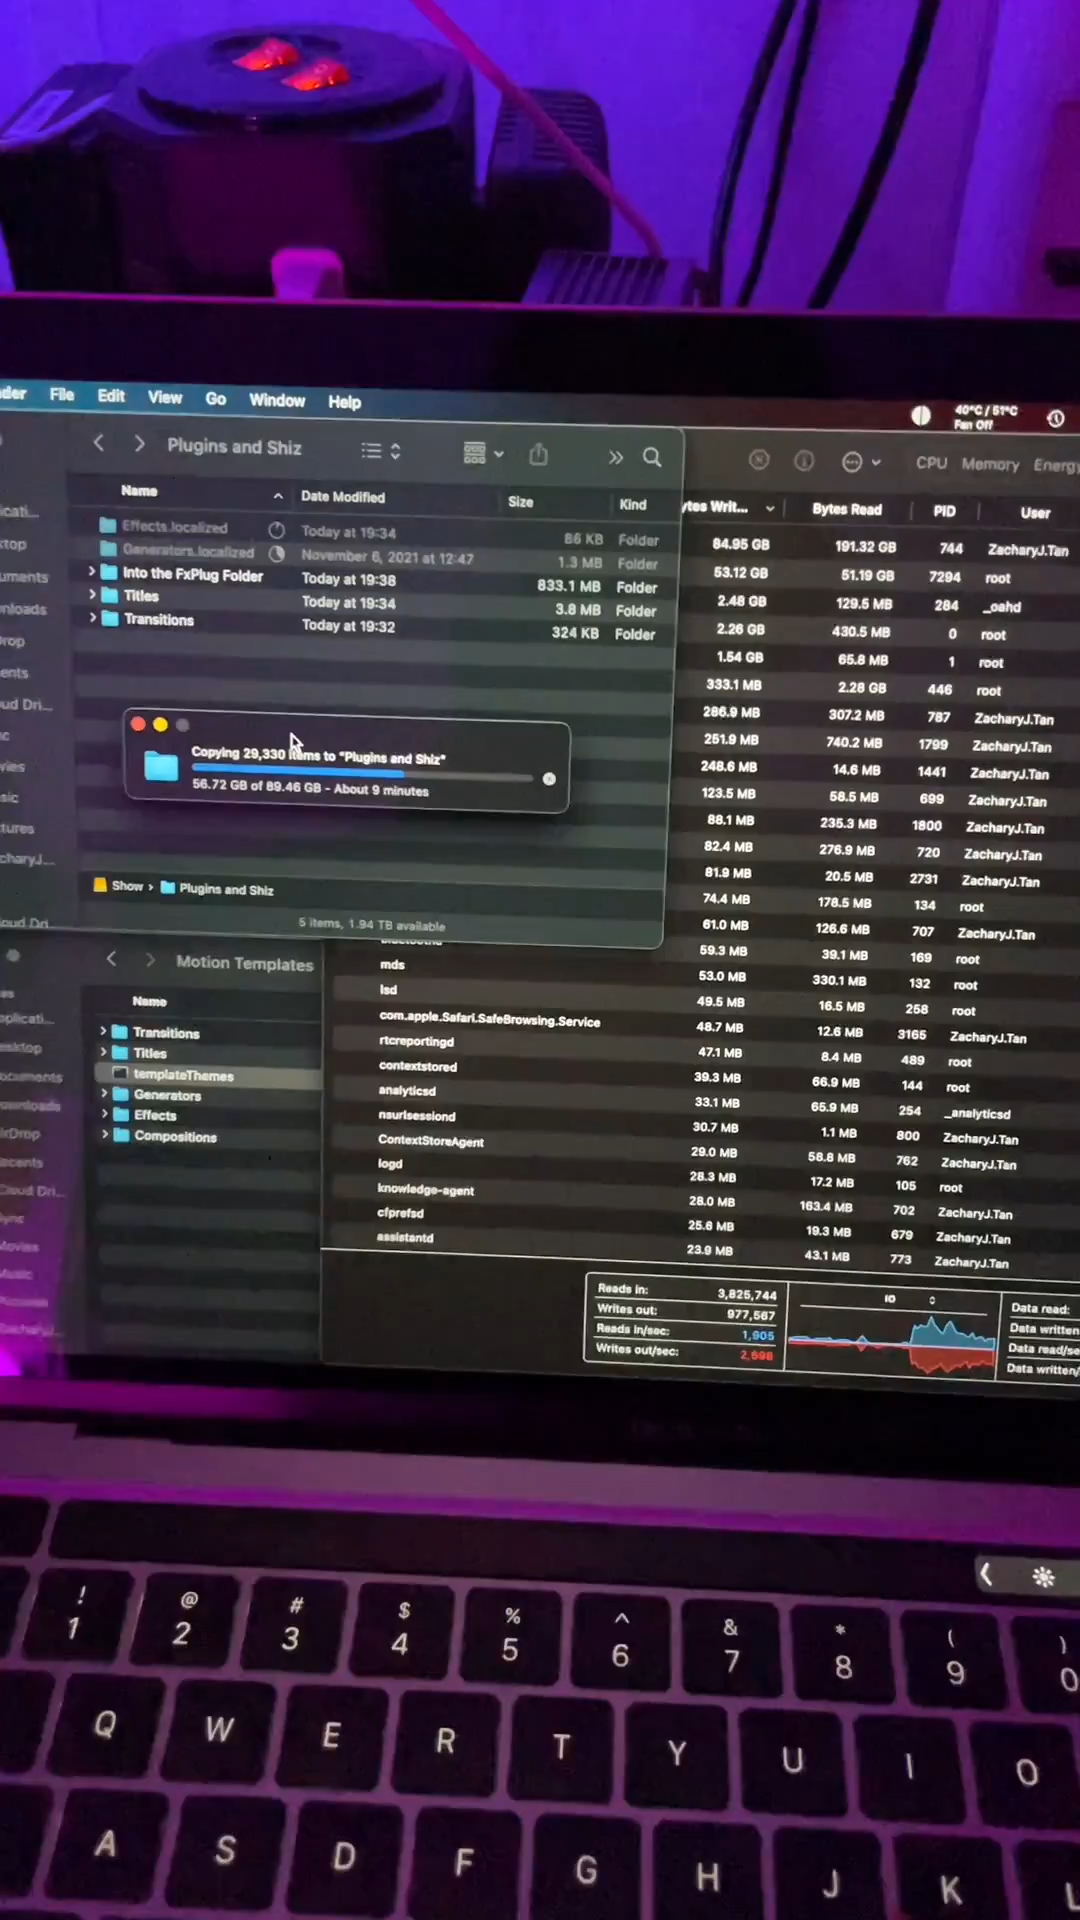 File Edit View Go Window Help
40°C / 51°C
Fan Off
Plugins and Shiz
CPU Memory Energy
Name Date Modified Size Kind
Bytes Read PID User
Effects.localized Today at 19:34 86 KB Folder
Generators.localized November 6, 2021 at 12:47 1.3 MB Folder
Into the FxPlug Folder Today at 19:38 833.1 MB Folder
Titles Today at 19:34 3.8 MB Folder
Transitions Today at 19:32 324 KB Folder
Copying 29,330 items to "Plugins and Shiz"
56.72 GB of 89.46 GB - About 9 minutes
Show › Plugins and Shiz
5 items, 1.94 TB available
84.95 GB 191.32 GB 744 ZacharyJ.Tan
53.12 GB 51.19 GB 7294 root
2.48 GB 129.5 MB 284 _oahd
2.26 GB 430.5 MB 0 root
1.54 GB 65.8 MB 1 root
333.1 MB 2.28 GB 446 root
286.9 MB 307.2 MB 787 ZacharyJ.Tan
251.9 MB 740.2 MB 1799 ZacharyJ.Tan
248.6 MB 14.6 MB 1441 ZacharyJ.Tan
123.5 MB 58.5 MB 699 ZacharyJ.Tan
88.1 MB 235.3 MB 1800 ZacharyJ.Tan
82.4 MB 276.9 MB 720 ZacharyJ.Tan
81.9 MB 20.5 MB 2731 ZacharyJ.Tan
74.4 MB 178.5 MB 134 root
61.0 MB 126.6 MB 707 ZacharyJ.Tan
59.3 MB 39.1 MB 169 root
mds 53.0 MB 330.1 MB 132 root
lsd 49.5 MB 16.5 MB 258 root
com.apple.Safari.SafeBrowsing.Service 48.7 MB 12.6 MB 3165 ZacharyJ.Tan
rtcreportingd 47.1 MB 8.4 MB 489 root
contextstored 39.3 MB 66.9 MB 144 root
analyticsd 33.1 MB 65.9 MB 254 _analyticsd
nsurlsessiond 30.7 MB 1.1 MB 800 ZacharyJ.Tan
ContextStoreAgent 29.0 MB 58.8 MB 762 ZacharyJ.Tan
logd 28.3 MB 17.2 MB 105 root
knowledge-agent 28.0 MB 163.4 MB 702 ZacharyJ.Tan
cfprefsd 25.6 MB 19.3 MB 679 ZacharyJ.Tan
assistantd 23.9 MB 43.1 MB 773 ZacharyJ.Tan
Motion Templates
Name
Transitions
Titles
templateThemes
Generators
Effects
Compositions
Reads in: 3,825,744
Writes out: 977,567
Reads in/sec: 1,905
Writes out/sec: 2,698
IO
Data read:
Data written
Data read/se
Data written/
! @ # $ % ^ & * ( )
1 2 3 4 5 6 7 8 9 0
Q W E R T Y U I O
A S D F G H J K L